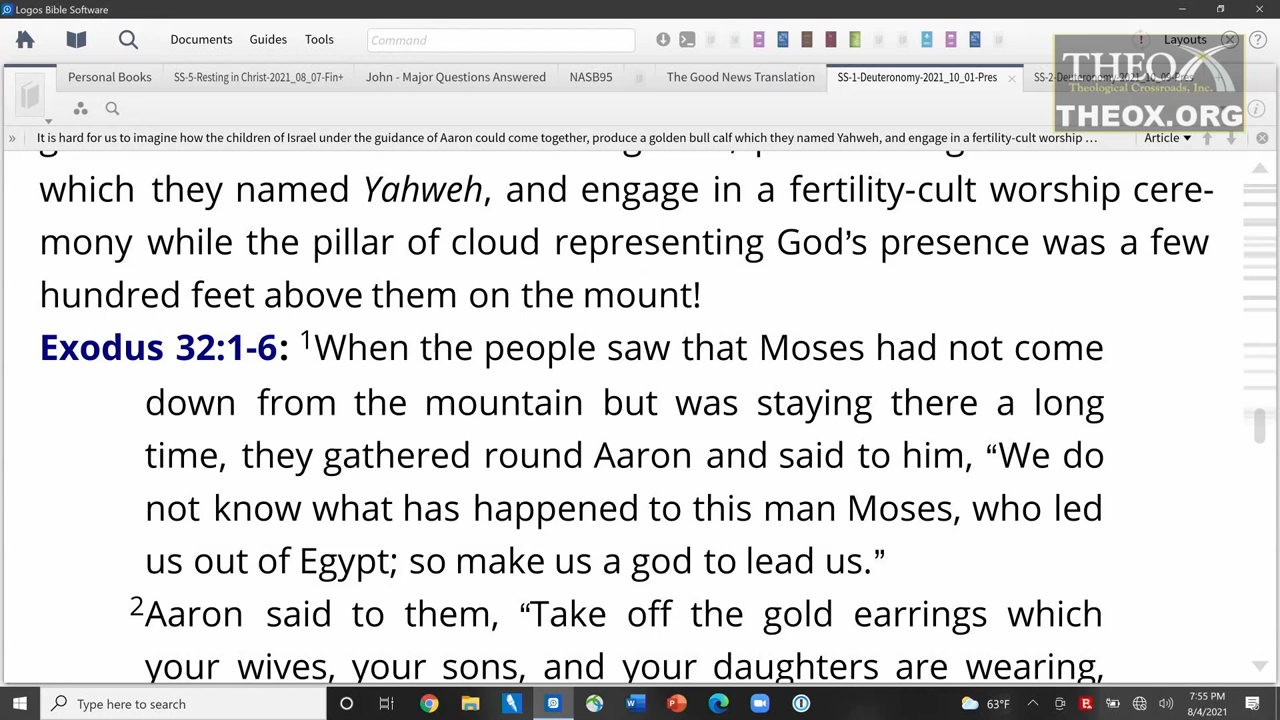 Logos Bible Software
Documents Guides Tools Command Layouts
Personal Books SS-5-Resting in Christ-2021_08_07-Fin+ John - Major Questions Answered NASB95 The Good News Translation SS-1-Deuteronomy-2021_10_01-Pres
THEO
Theological Crossroads, Inc.
THEOX.ORG
It is hard for us to imagine how the children of Israel under the guidance of Aaron could come together, produce a golden bull calf which they named Yahweh, and engage in a fertility-cult worship … Article
which they named Yahweh, and engage in a fertility-cult worship cere-
mony while the pillar of cloud representing God’s presence was a few
hundred feet above them on the mount!
Exodus 32:1-6: 1When the people saw that Moses had not come
down from the mountain but was staying there a long
time, they gathered round Aaron and said to him, “We do
not know what has happened to this man Moses, who led
us out of Egypt; so make us a god to lead us.”
2Aaron said to them, “Take off the gold earrings which
your wives, your sons, and your daughters are wearing,
Type here to search 63°F 7:55 PM
8/4/2021